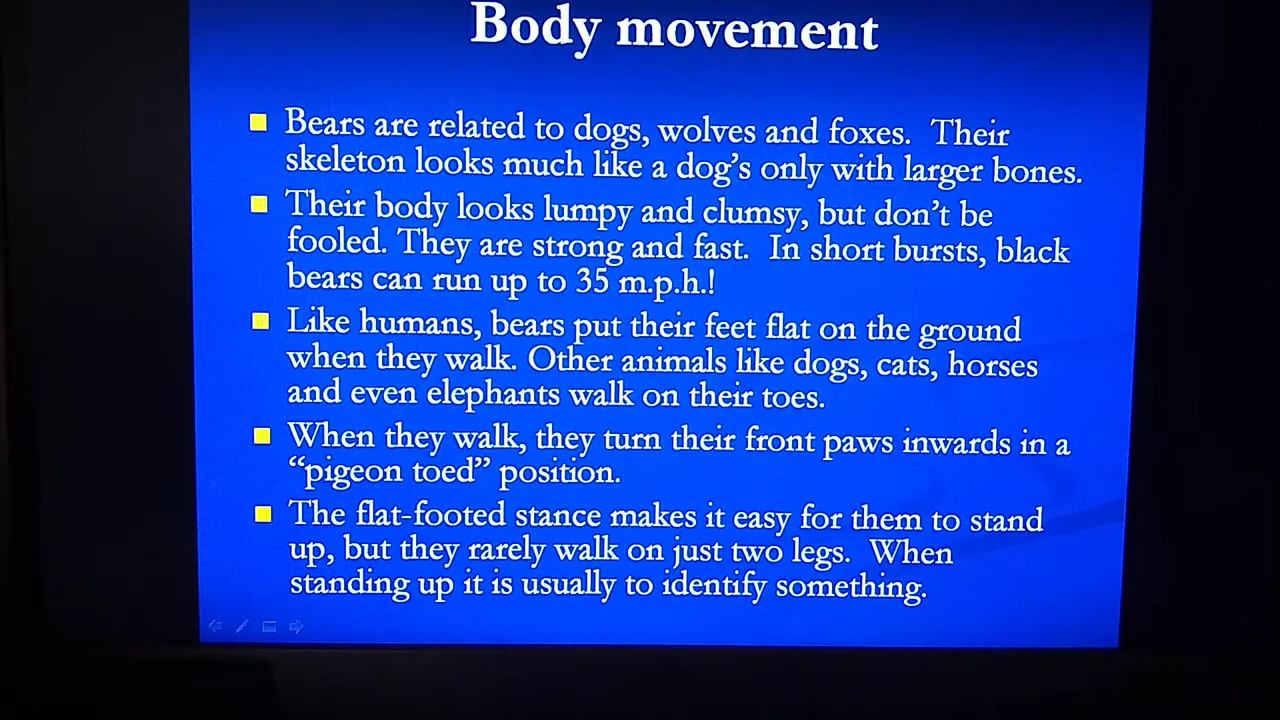 Body movement
Bears are related to dogs, wolves and foxes.  Their
skeleton looks much like a dog's only with larger bones.
Their body looks lumpy and clumsy, but don't be
fooled. They are strong and fast.  In short bursts, black
bears can run up to 35 m.p.h.!
Like humans, bears put their feet flat on the ground
when they walk. Other animals like dogs, cats, horses
and even elephants walk on their toes.
When they walk, they turn their front paws inwards in a
“pigeon toed” position.
The flat-footed stance makes it easy for them to stand
up, but they rarely walk on just two legs.  When
standing up it is usually to identify something.